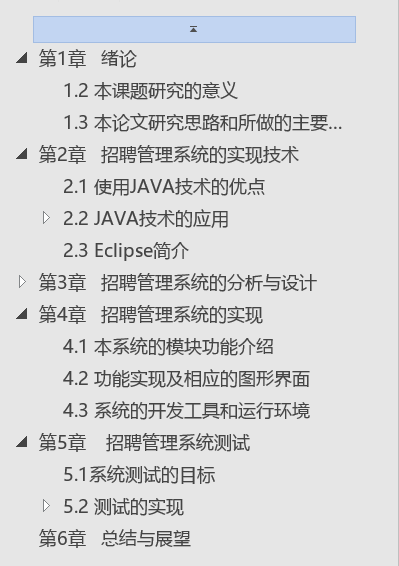 第1章 绪论
1.2 本课题研究的意义
1.3 本论文研究思路和所做的主要...
第2章 招聘管理系统的实现技术
2.1 使用JAVA技术的优点
2.2 JAVA技术的应用
2.3 Eclipse简介
第3章 招聘管理系统的分析与设计
第4章 招聘管理系统的实现
4.1 本系统的模块功能介绍
4.2 功能实现及相应的图形界面
4.3 系统的开发工具和运行环境
第5章 招聘管理系统测试
5.1系统测试的目标
5.2 测试的实现
第6章 总结与展望